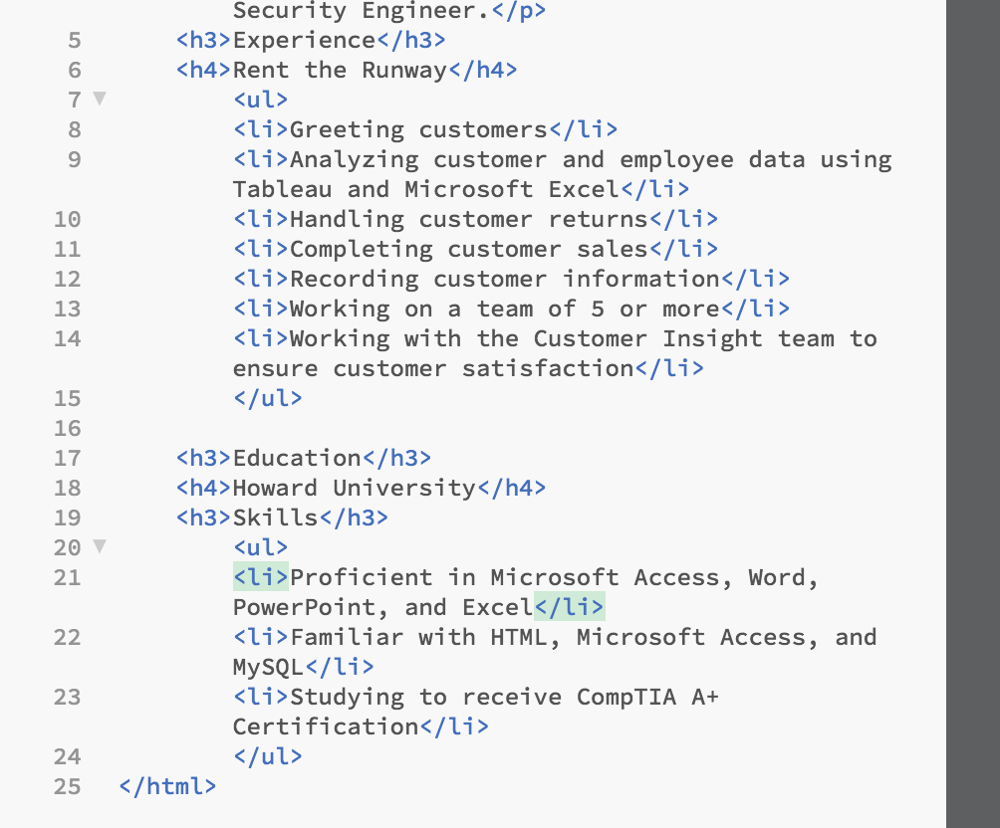 Security Engineer.</p>
5 <h3>Experience</h3>
6 <h4>Rent the Runway</h4>
7 <ul>
8 <li>Greeting customers</li>
9 <li>Analyzing customer and employee data using
Tableau and Microsoft Excel</li>
10 <li>Handling customer returns</li>
11 <li>Completing customer sales</li>
12 <li>Recording customer information</li>
13 <li>Working on a team of 5 or more</li>
14 <li>Working with the Customer Insight team to
ensure customer satisfaction</li>
15 </ul>
16
17 <h3>Education</h3>
18 <h4>Howard University</h4>
19 <h3>Skills</h3>
20 <ul>
21 <li>Proficient in Microsoft Access, Word,
PowerPoint, and Excel</li>
22 <li>Familiar with HTML, Microsoft Access, and
MySQL</li>
23 <li>Studying to receive CompTIA A+
Certification</li>
24 </ul>
25 </html>